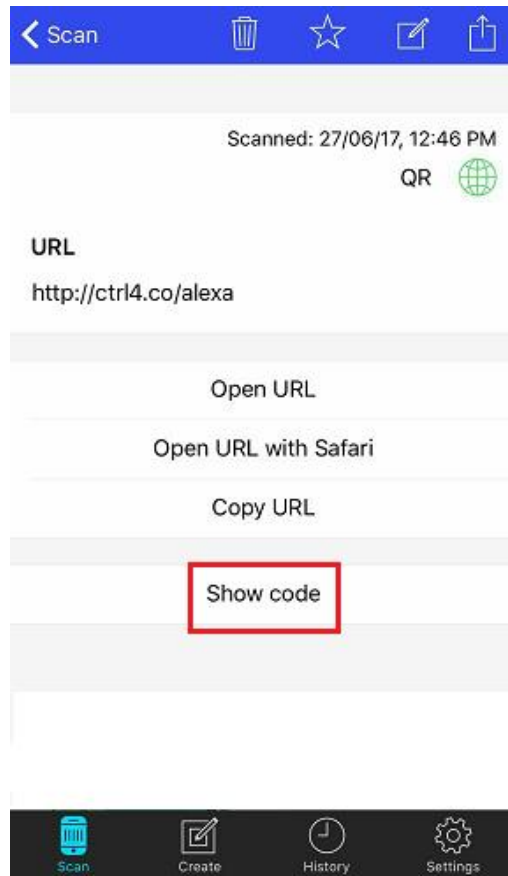 Scan
Scanned: 27/06/17, 12:46 PM
QR
URL
http://ctrl4.co/alexa
Open URL
Open URL with Safari
Copy URL
Show code
Scan Create History Settings